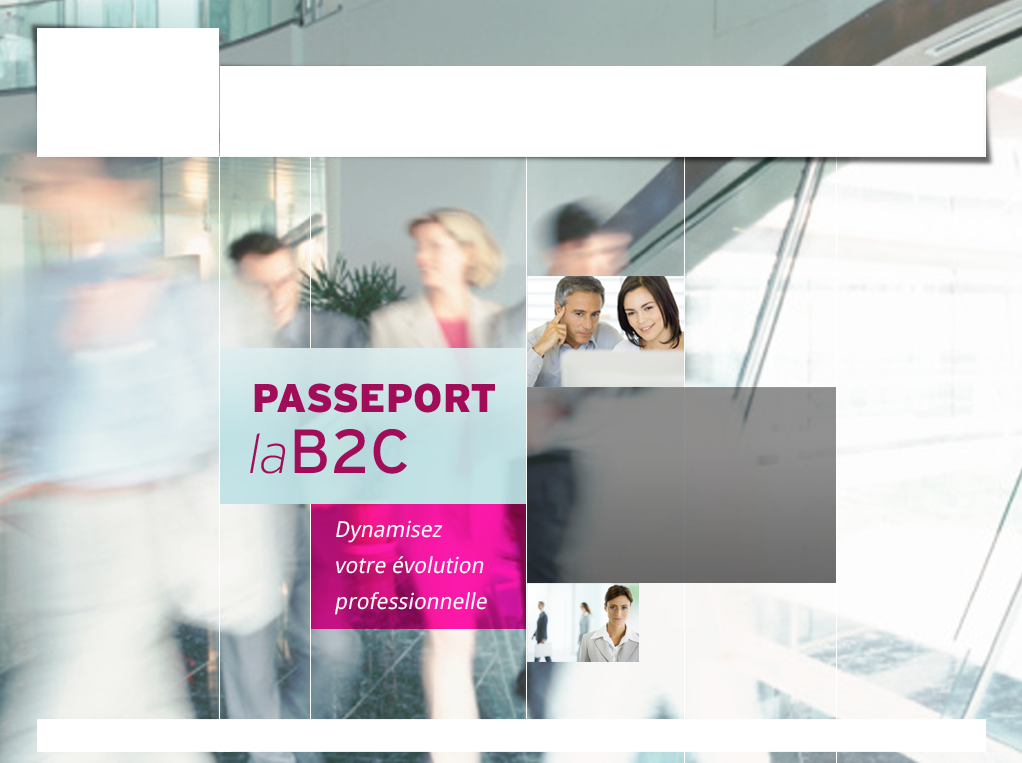 PASSEPORT
laB2C
Dynamisez
votre évolution
professionnelle